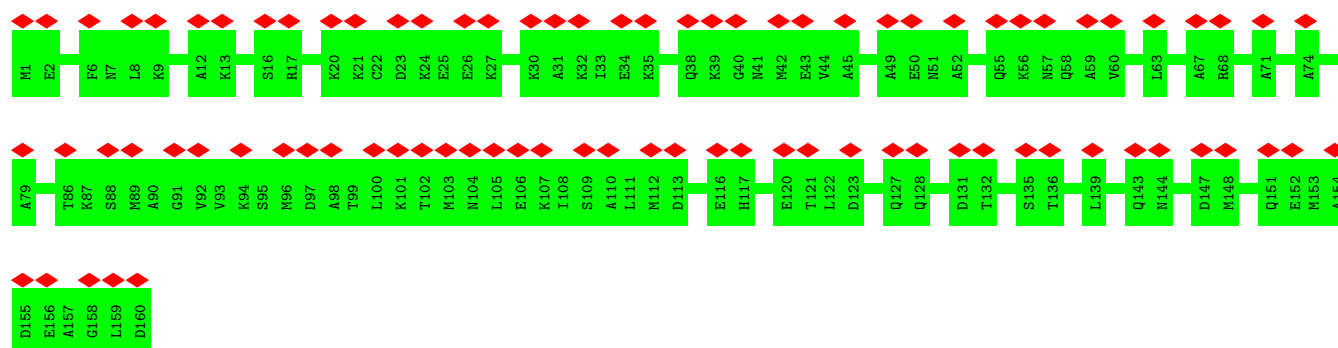 M1 E2 F6 N7 L8 K9 A12 K13 S16 R17 K20 K21 C22 D23 K24 E25 E26 K27 K30 A31 K32 I33 E34 K35 Q38 K39 G40 N41 M42 E43 V44 A45 A49 E50 N51 A52 Q55 K56 N57 Q58 A59 V60 L63 A67 R68 A71 A74
A79 T86 K87 S88 M89 A90 G91 V92 V93 K94 S95 M96 D97 A98 T99 L100 K101 T102 M103 N104 L105 E106 K107 I108 S109 A110 L111 M112 D113 E116 H117 E120 T121 L122 D123 Q127 Q128 D131 T132 S135 T136 L139 Q143 N144 D147 M148 Q151 E152 M153 A154
D155 E156 A157 G158 L159 D160